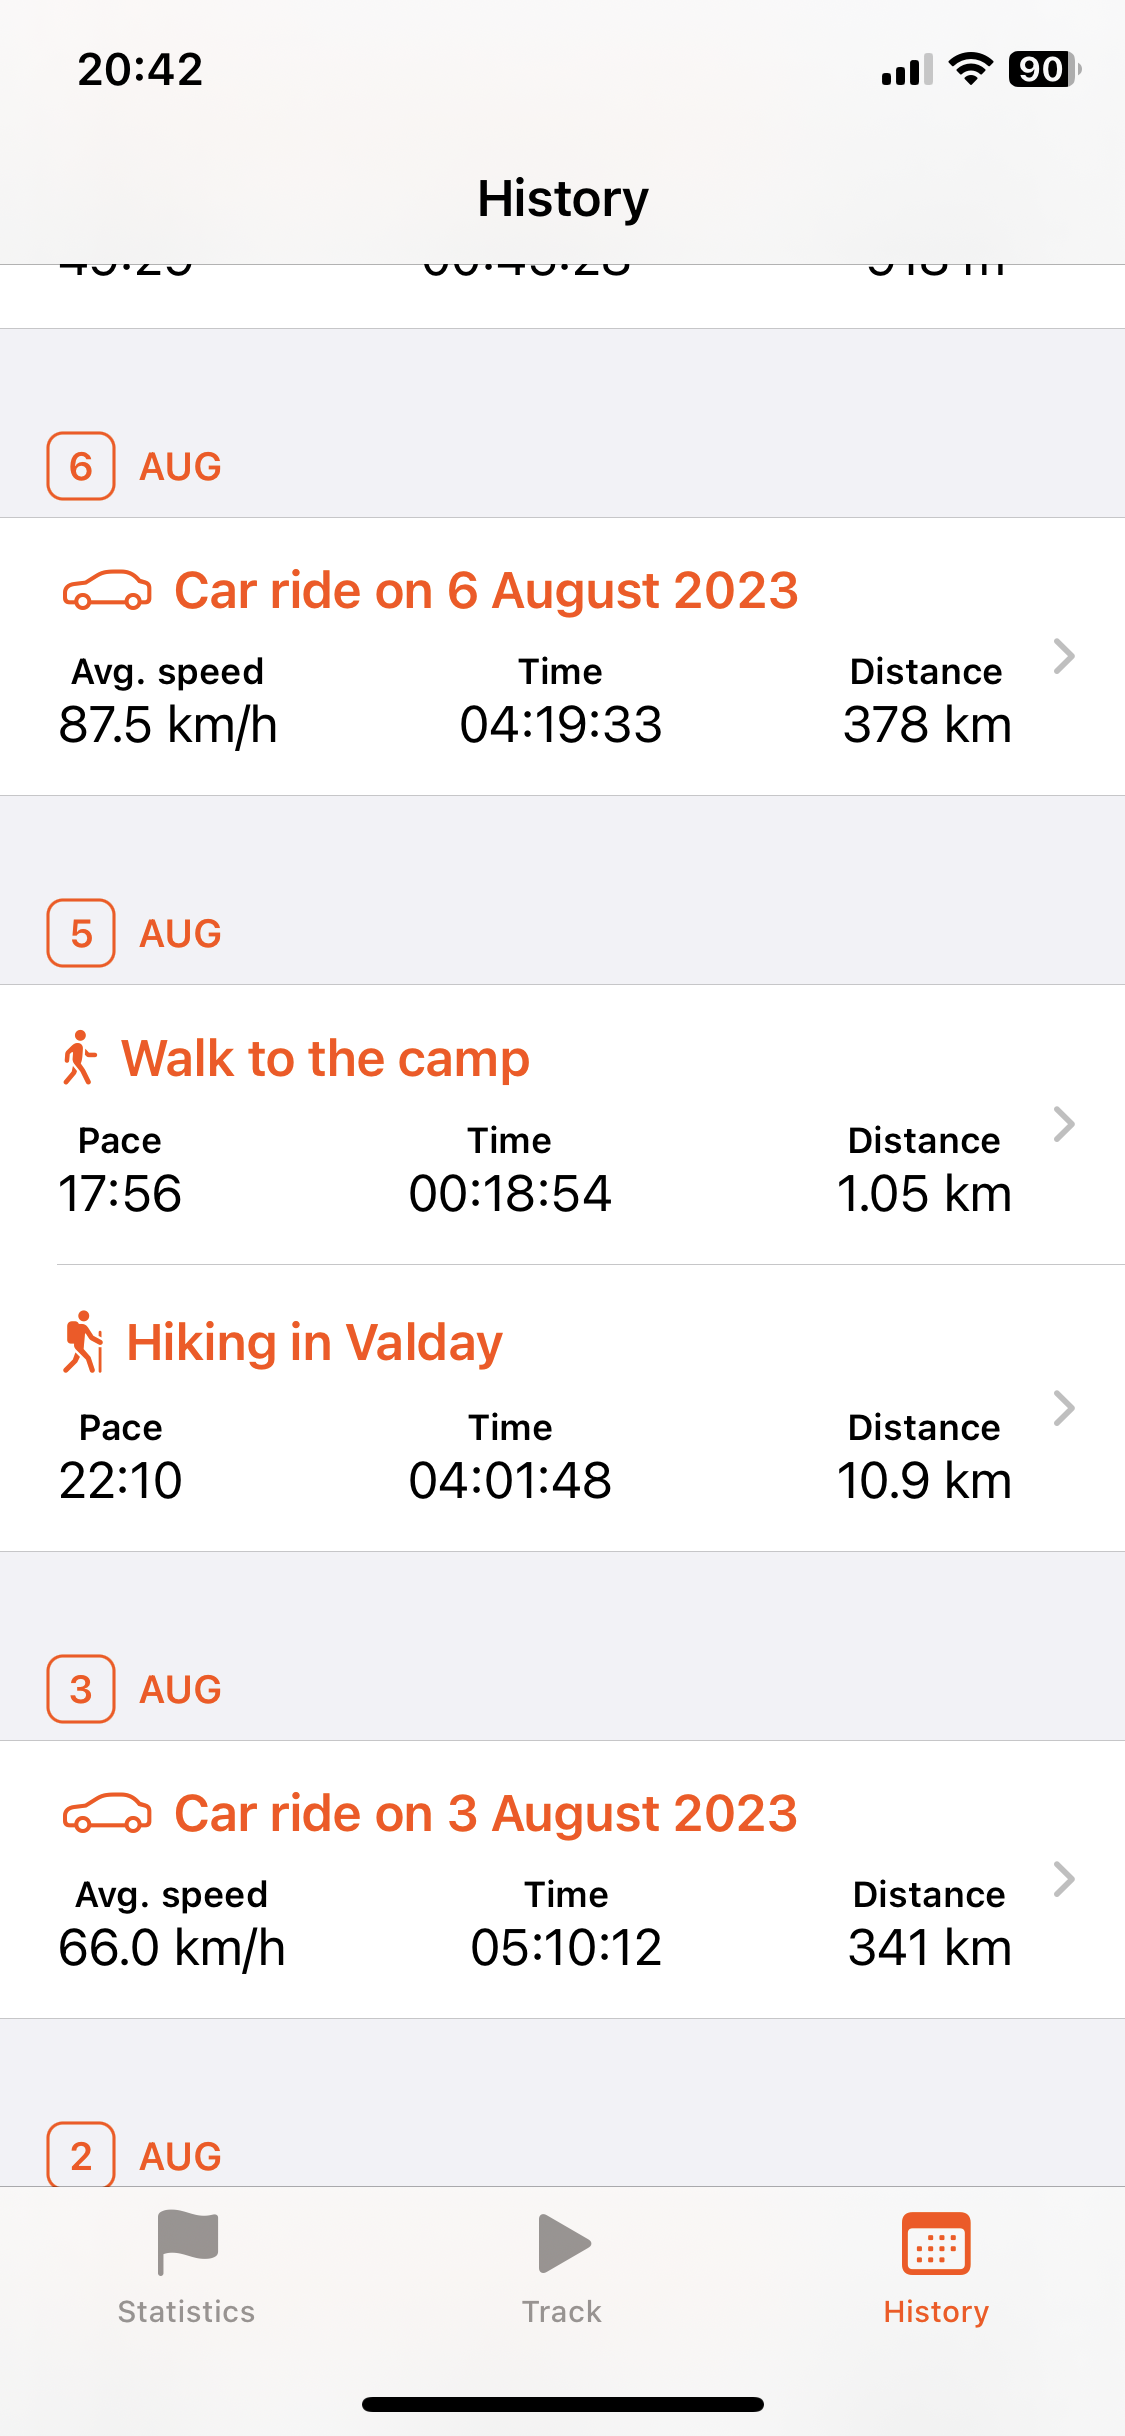 20:42
90
History
6 AUG
Car ride on 6 August 2023
Avg. speed Time Distance
87.5 km/h 04:19:33 378 km
5 AUG
Walk to the camp
Pace Time Distance
17:56 00:18:54 1.05 km
Hiking in Valday
Pace Time Distance
22:10 04:01:48 10.9 km
3 AUG
Car ride on 3 August 2023
Avg. speed Time Distance
66.0 km/h 05:10:12 341 km
2 AUG
Statistics Track History